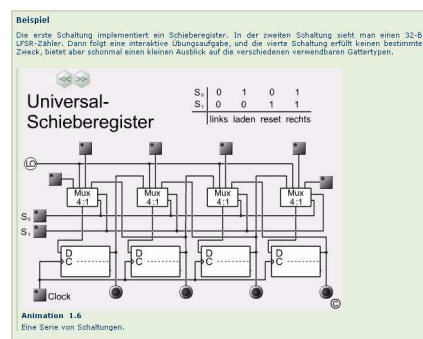 Beispiel
Die erste Schaltung implementiert ein Schieberegister. In der zweiten Schaltung sieht man einen 32-B
LFSR-Zähler. Dann folgt eine interaktive Übungsaufgabe, und die vierte Schaltung erfüllt keinen bestimmte
Zweck, bietet aber schonmal einen kleinen Ausblick auf die verschiedenen verwendbaren Gattertypen.
Universal-
Schieberegister
S₀ 0 1 0 1
S₁ 0 0 1 1
links laden reset rechts
Mux Mux Mux Mux
4:1 4:1 4:1 4:1
S₀
S₁
D D D D
C C C C
Clock
©
Animation 1.6
Eine Serie von Schaltungen.